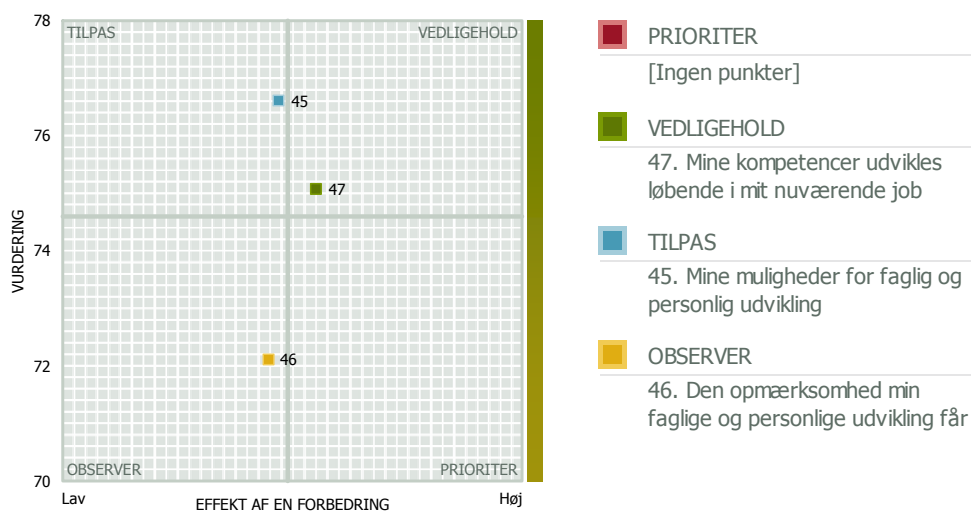 78
TILPAS
VEDLIGEHOLD
45
76
47
VURDERING
74
72
46
OBSERVER
PRIORITER
70
Lav
EFFEKT AF EN FORBEDRING
Høj
PRIORITER
[Ingen punkter]
VEDLIGEHOLD
47. Mine kompetencer udvikles
løbende i mit nuværende job
TILPAS
45. Mine muligheder for faglig og
personlig udvikling
OBSERVER
46. Den opmærksomhed min
faglige og personlige udvikling får